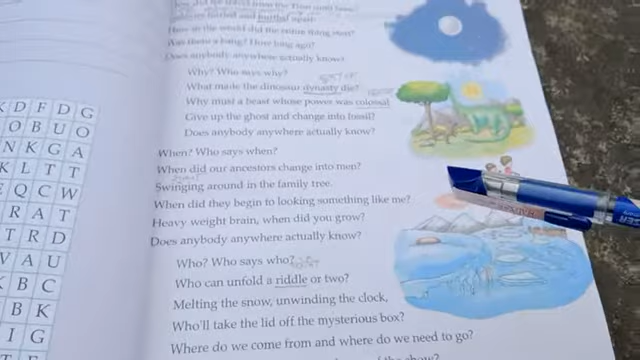 hurtled apart
How in the world did the
Was there a bang? How long ago?
Does anybody anywhere actually know?
Why? Who says why?
What made the dinosaur dynasty die?
Why must a beast whose power was colossal
Give up the ghost and change into fossil?
Does anybody anywhere actually know?
When? Who says when?
When did our ancestors change into men?
Swinging around in the family tree.
When did they begin to looking something like me?
Heavy weight brain, when did you grow?
Does anybody anywhere actually know?
Who? Who says who?
Who can unfold a riddle or two?
Melting the snow, unwinding the clock,
Who'll take the lid off the mysterious box?
Where do we come from and where do we need to go?
K D F D G
O B U O
N K G A
K L T T
E Q C W
R A T
T R D
V A U
K B C
B K
I G